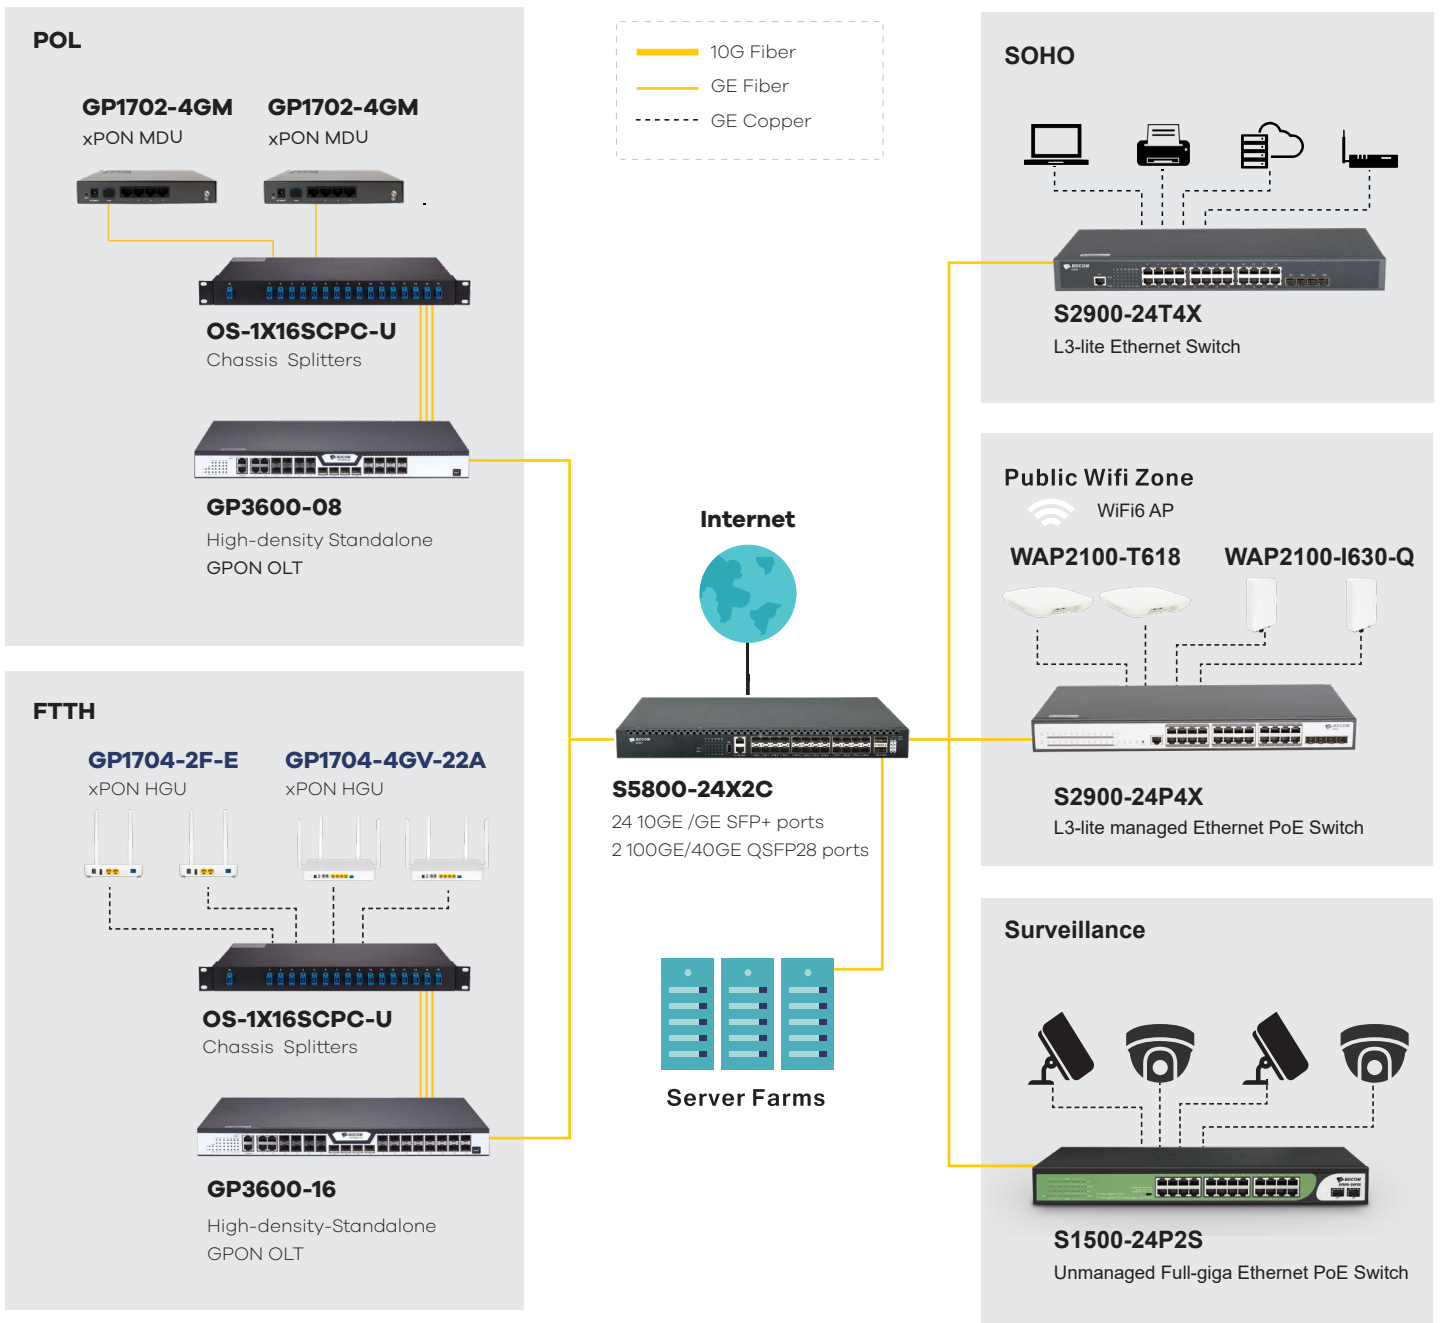 POL
GP1702-4GM
xPON MDU
GP1702-4GM
xPON MDU
OS-1X16SCPC-U
Chassis Splitters
GP3600-08
High-density Standalone
GPON OLT
FTTH
GP1704-2F-E
xPON HGU
GP1704-4GV-22A
xPON HGU
OS-1X16SCPC-U
Chassis Splitters
BDCOM
GP3600-16
High-density-Standalone
GPON OLT
10G Fiber
GE Fiber
GE Copper
Internet
BDCOM
S5800-24X2C
24 10GE /GE SFP+ ports
2 100GE/40GE QSFP28 ports
Server Farms
SOHO
BDCOM
S2900-24T4X
L3-lite Ethernet Switch
Public Wifi Zone
WiFi6 AP
WAP2100-T618
WAP2100-I630-Q
BDCOM
S2900-24P4X
L3-lite managed Ethernet PoE Switch
Surveillance
BDCOM
S1500-24P2S
Unmanaged Full-giga Ethernet PoE Switch